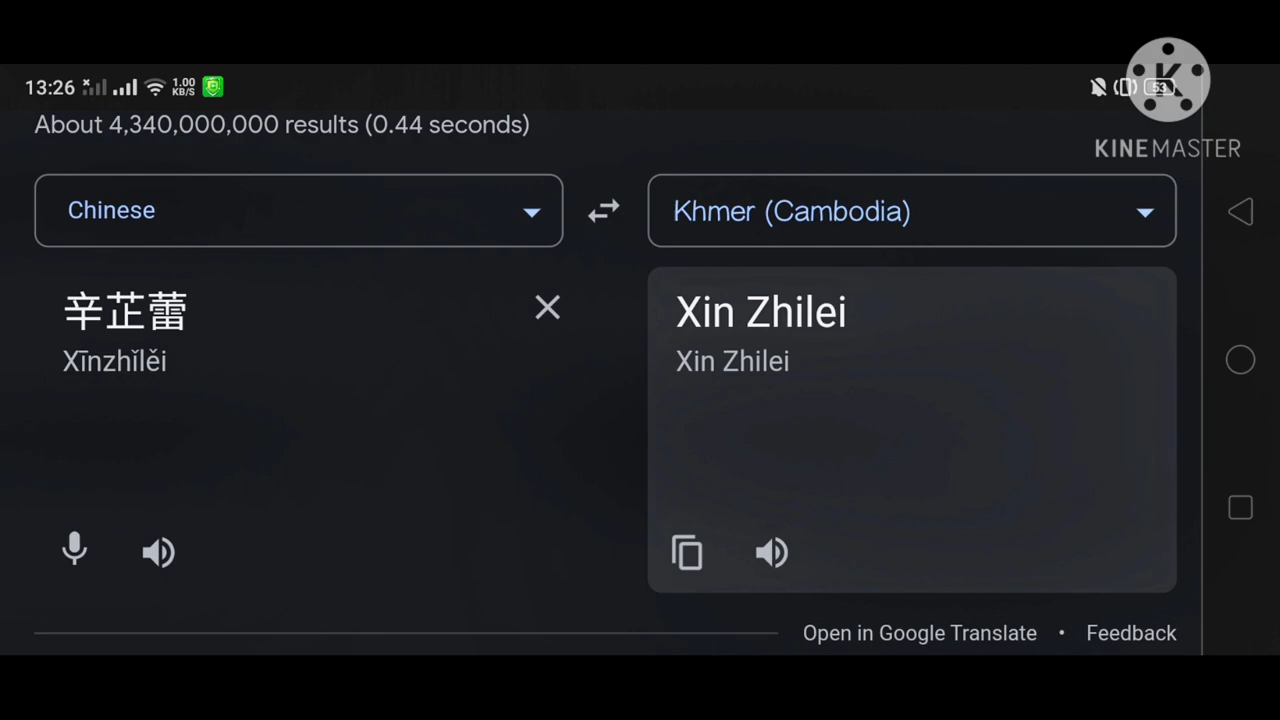 13:26 1.00 KB/S 53
KINEMASTER
About 4,340,000,000 results (0.44 seconds)
Chinese
Khmer (Cambodia)
辛芷蕾
Xīnzhǐlěi
Xin Zhilei
Xin Zhilei
Open in Google Translate • Feedback